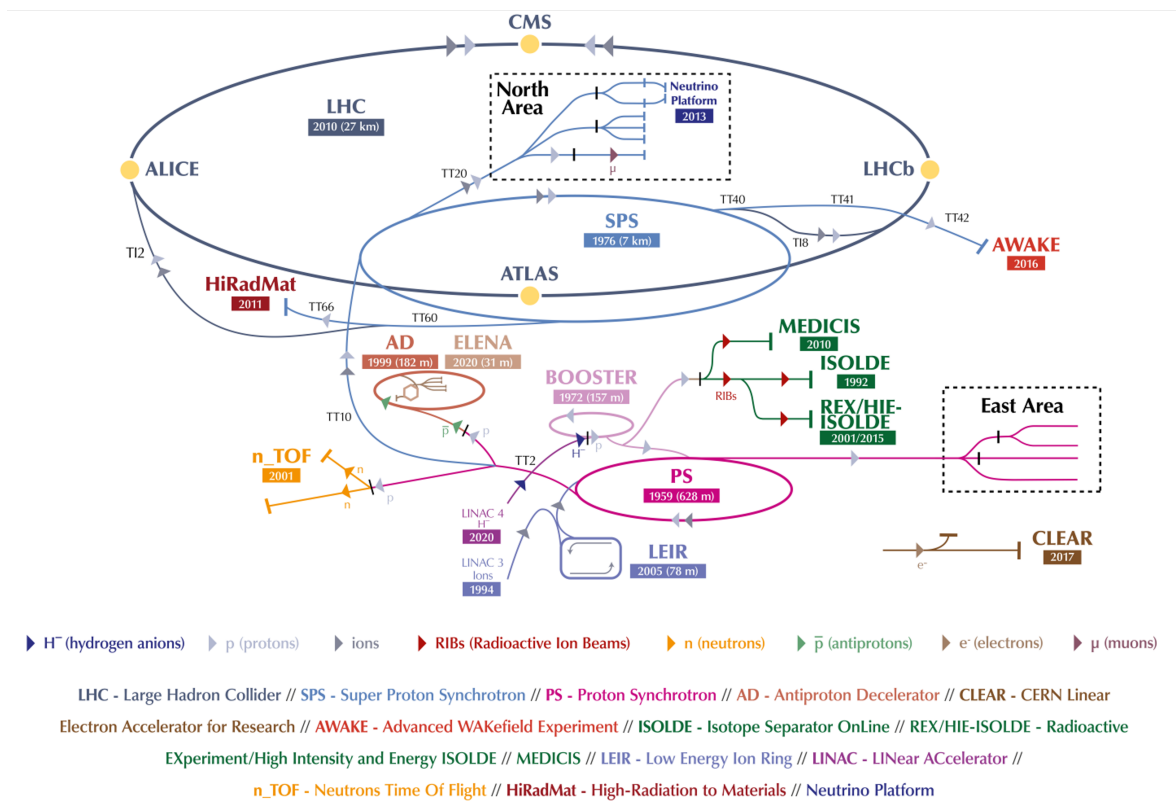 CMS
North
Area
Neutrino
Platform
2013
LHC
2010 (27 km)
μ
ALICE
LHCb
TT20
TT40
TT41
TT42
SPS
1976 (7 km)
TI8
AWAKE
2016
TI2
ATLAS
HiRadMat
2011
TT66
TT60
MEDICIS
2010
AD
1999 (182 m)
ELENA
2020 (31 m)
ISOLDE
1992
BOOSTER
1972 (157 m)
RIBs
REX/HIE-
ISOLDE
2001/2015
East Area
TT10
p̅
p
p
H⁻
TT2
n_TOF
2001
n
n
p
PS
1959 (628 m)
LINAC 4
H⁻
2020
LINAC 3
Ions
1994
LEIR
2005 (78 m)
CLEAR
2017
e⁻
H⁻ (hydrogen anions) p (protons) ions RIBs (Radioactive Ion Beams) n (neutrons) p̅ (antiprotons) e⁻ (electrons) μ (muons)
LHC - Large Hadron Collider // SPS - Super Proton Synchrotron // PS - Proton Synchrotron // AD - Antiproton Decelerator // CLEAR - CERN Linear
Electron Accelerator for Research // AWAKE - Advanced WAKefield Experiment // ISOLDE - Isotope Separator OnLine // REX/HIE-ISOLDE - Radioactive
EXperiment/High Intensity and Energy ISOLDE // MEDICIS // LEIR - Low Energy Ion Ring // LINAC - LINear ACcelerator //
n_TOF - Neutrons Time Of Flight // HiRadMat - High-Radiation to Materials // Neutrino Platform